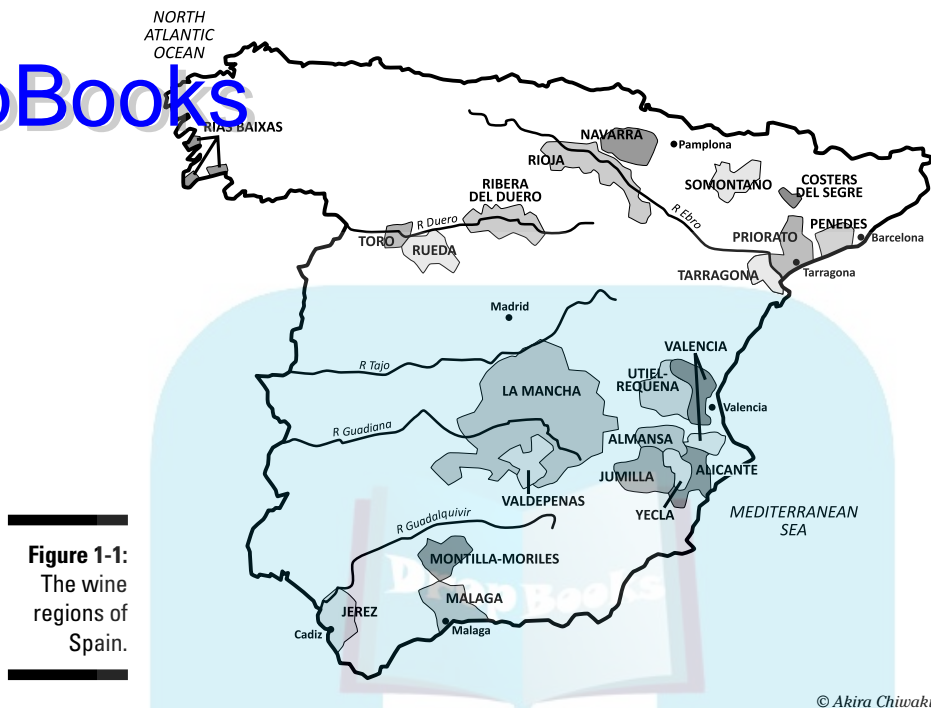 NORTH
ATLANTIC
OCEAN
oBooks
RIAS BAIXAS
NAVARRA
Pamplona
RIOJA
SOMONTANO
COSTERS
DEL SEGRE
RIBERA
DEL DUERO
R Duero
R Ebro
TORO
RUEDA
PRIORATO
PENEDES
Barcelona
TARRAGONA
Tarragona
Madrid
R Tajo
VALENCIA
UTIEL-
REQUENA
LA MANCHA
Valencia
R Guadiana
ALMANSA
JUMILLA
ALICANTE
VALDEPENAS
YECLA
MEDITERRANEAN
SEA
R Guadalquivir
MONTILLA-MORILES
DropBooks
MALAGA
JEREZ
Cadiz
Malaga
Figure 1-1:
The wine
regions of
Spain.
© Akira Chiwaki